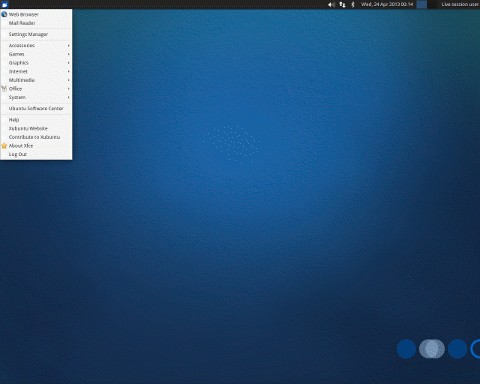 Wed, 24 Apr 2013 00:14
Live session user
Web Browser
Mail Reader
Settings Manager
Accessories
Games
Graphics
Internet
Multimedia
Office
System
Ubuntu Software Center
Help
Xubuntu Website
Contribute to Xubuntu
About Xfce
Log Out